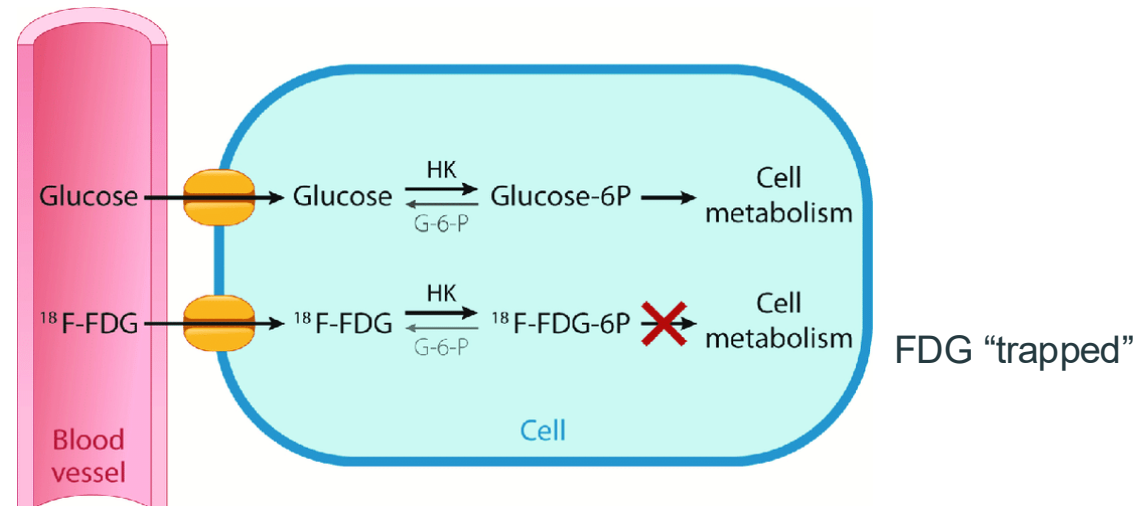 Glucose
Glucose
HK
G-6-P
Glucose-6P
Cell
metabolism
¹⁸F-FDG
¹⁸F-FDG
HK
G-6-P
¹⁸F-FDG-6P
Cell
metabolism
FDG “trapped”
Cell
Blood
vessel